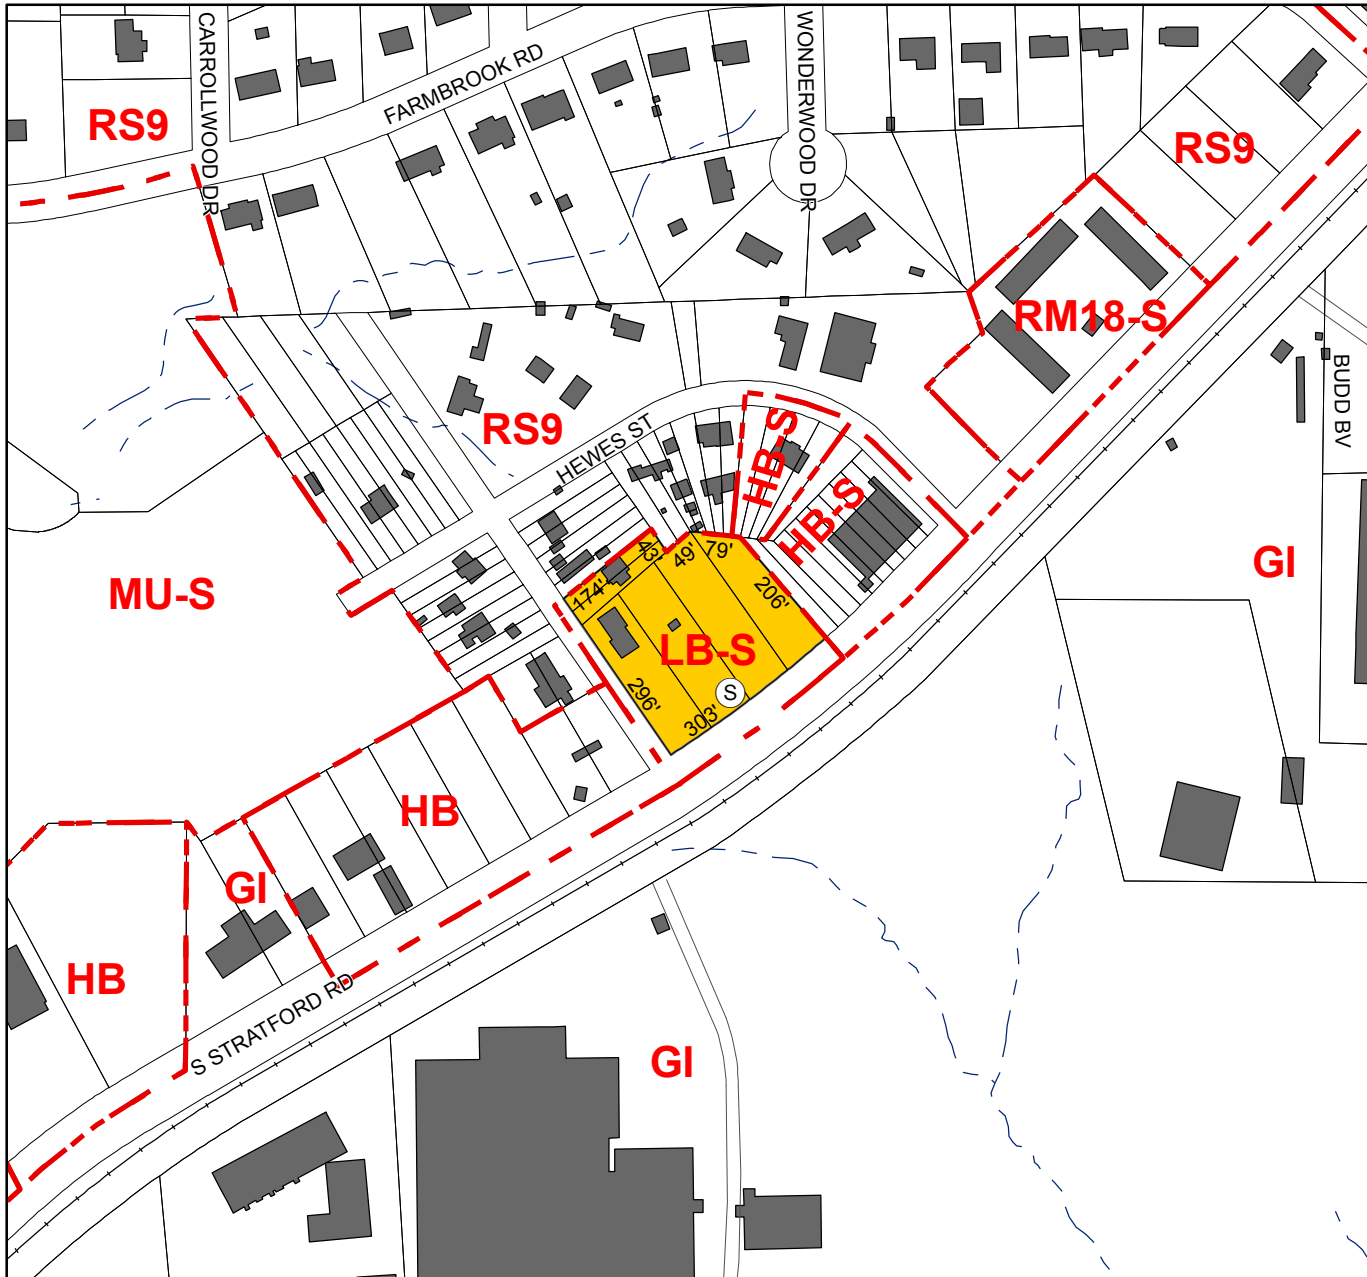 CARROLLWOOD DR
FARMBROOK RD
WONDERWOOD DR
RS9
RS9
RM18-S
BUDD BV
RS9
HEWES ST
HB-S
HB-S
GI
MU-S
43'
49'
79'
174'
206'
LB-S
296'
S
303'
HB
GI
HB
S STRATFORD RD
GI